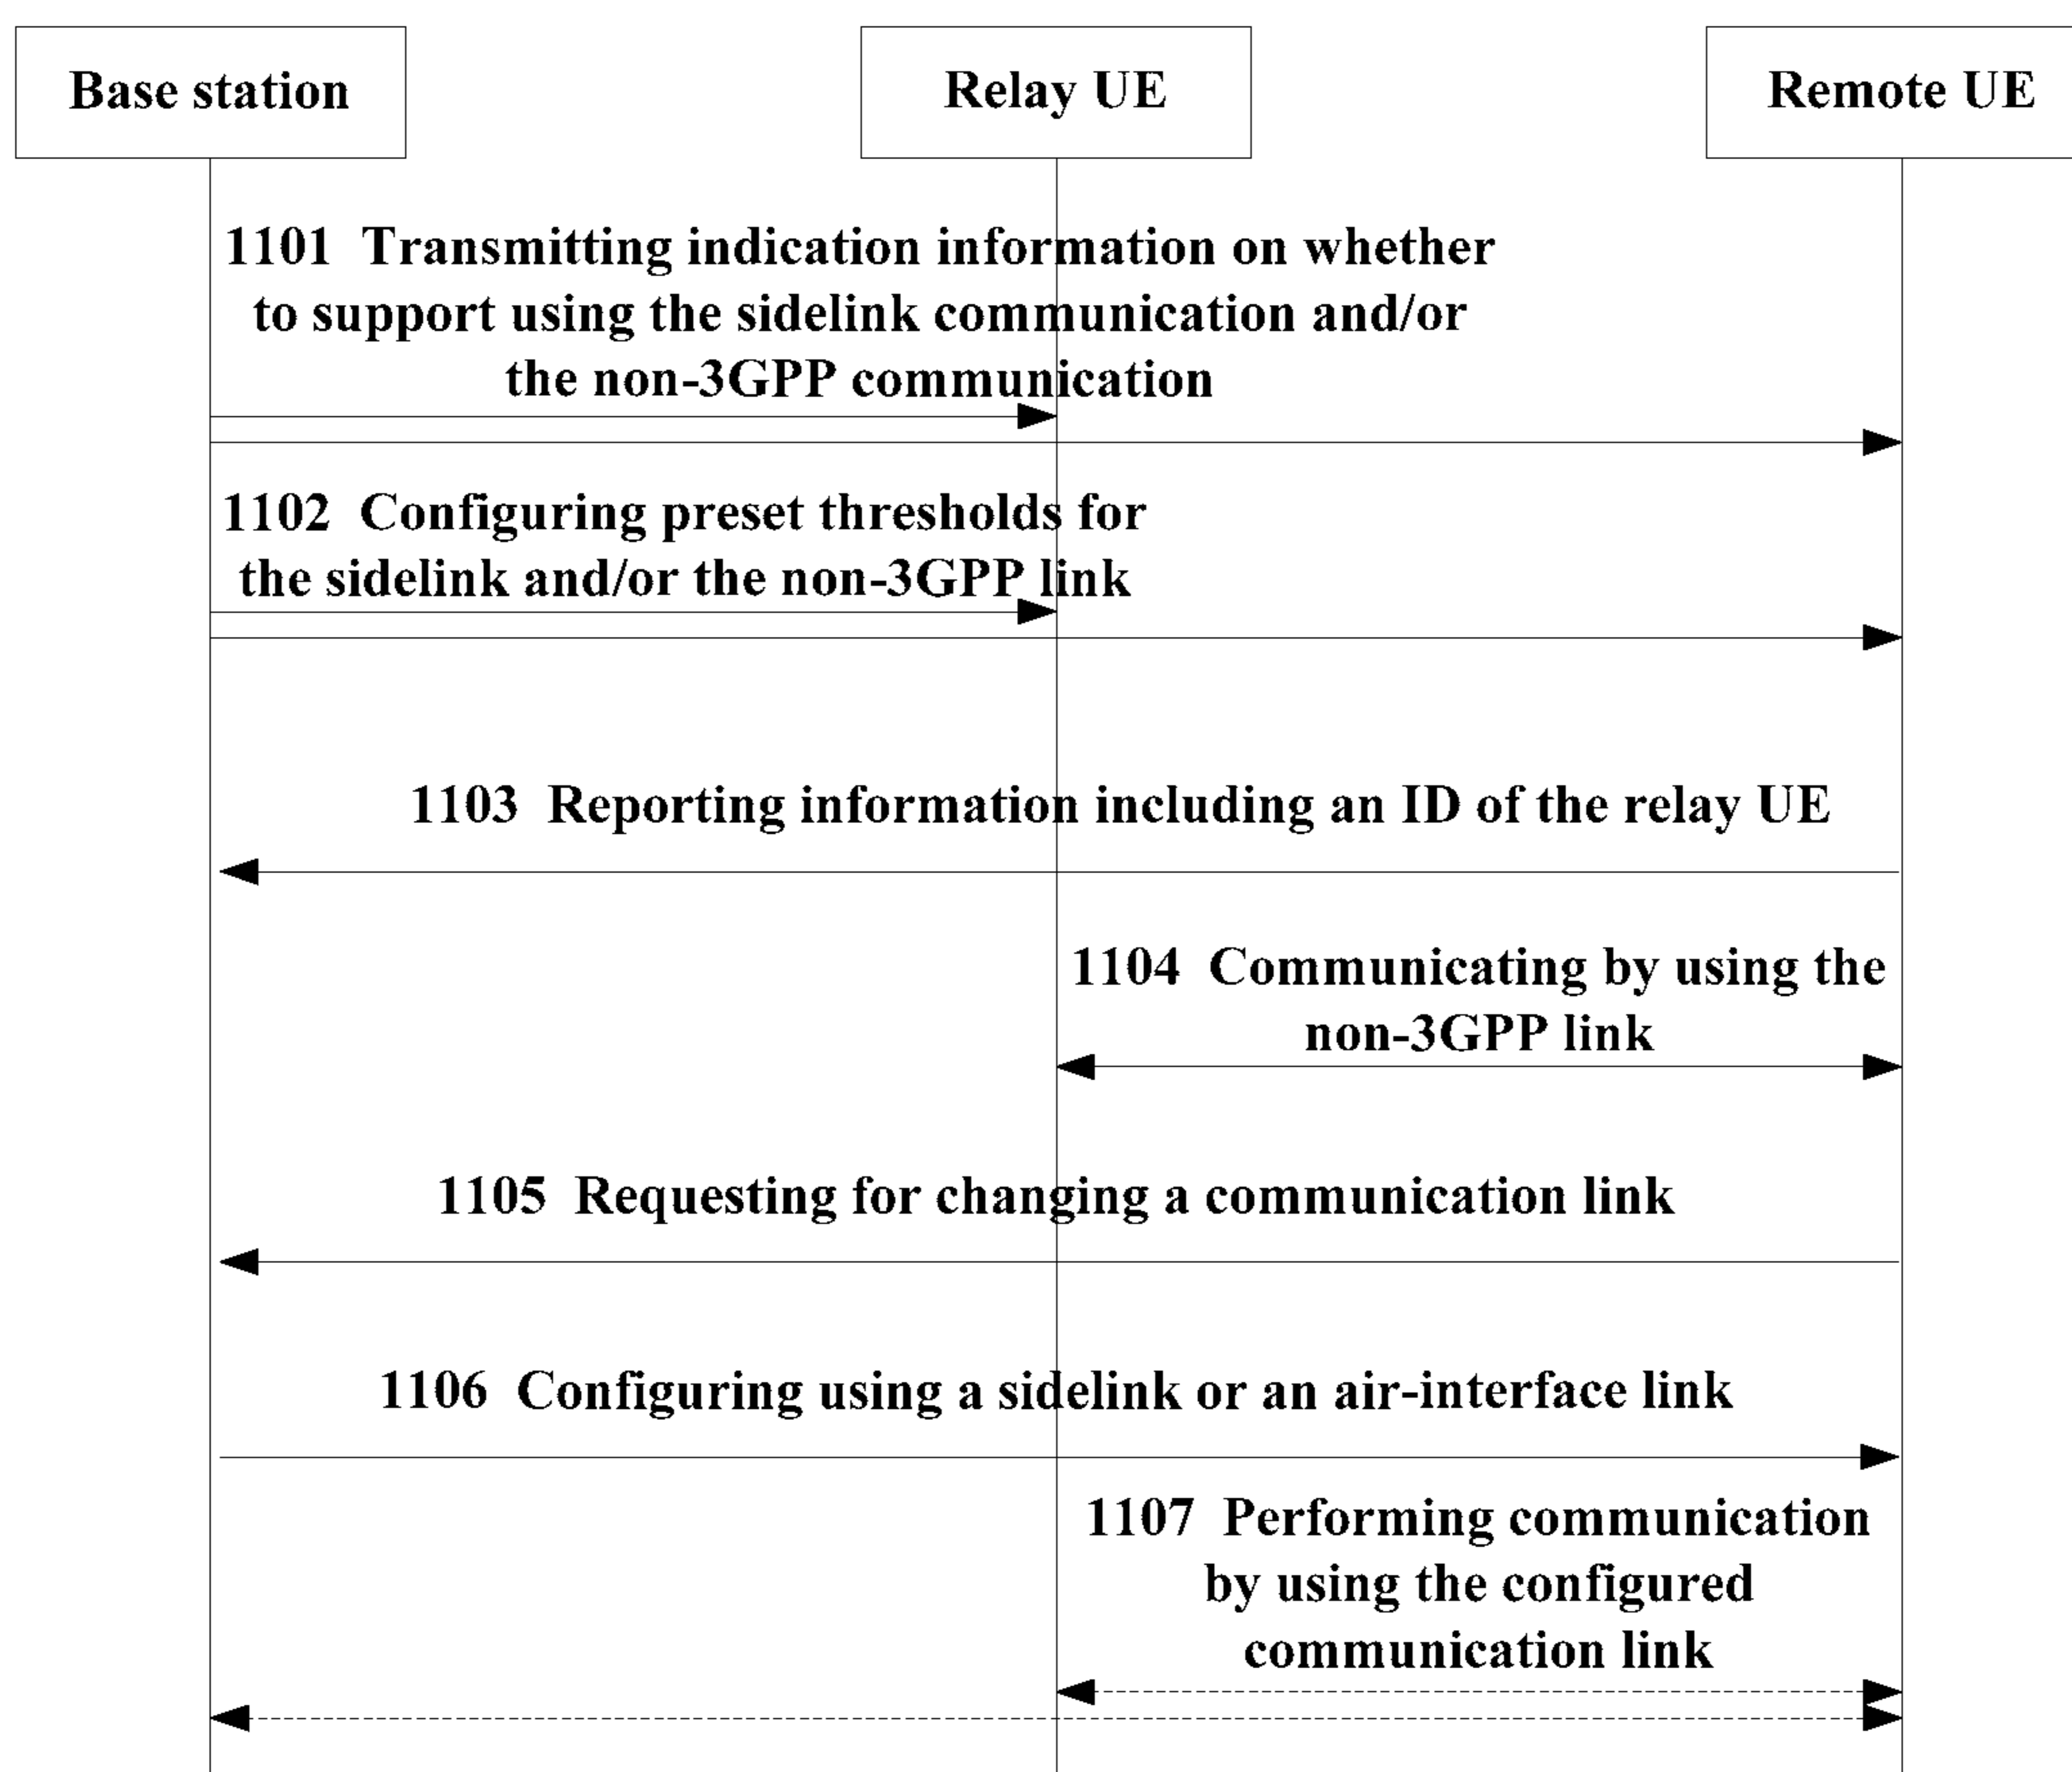 Base station
Relay UE
Remote UE
1101 Transmitting indication information on whether
to support using the sidelink communication and/or
the non-3GPP communication
1102 Configuring preset thresholds for
the sidelink and/or the non-3GPP link
1103 Reporting information including an ID of the relay UE
1104 Communicating by using the
non-3GPP link
1105 Requesting for changing a communication link
1106 Configuring using a sidelink or an air-interface link
1107 Performing communication
by using the configured
communication link